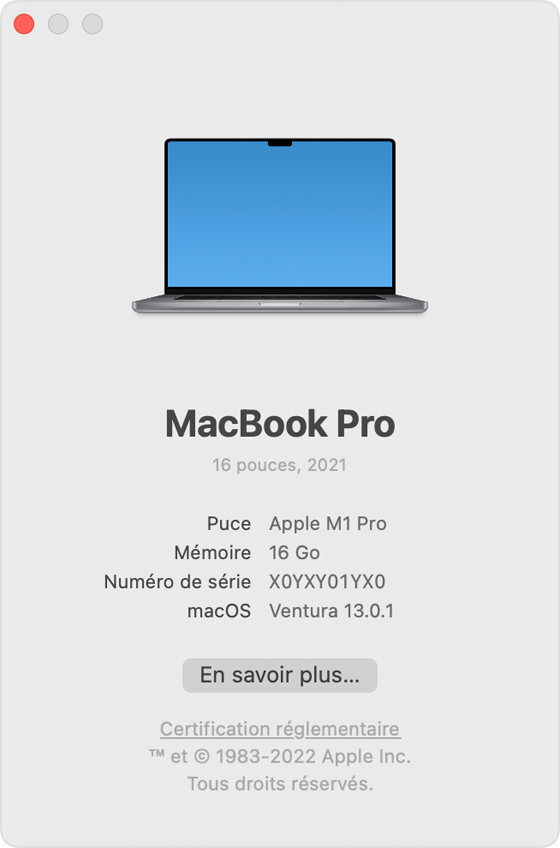 MacBook Pro
16 pouces, 2021
Puce Apple M1 Pro
Mémoire 16 Go
Numéro de série X0YXY01YX0
macOS Ventura 13.0.1
En savoir plus...
Certification réglementaire
™ et © 1983-2022 Apple Inc.
Tous droits réservés.